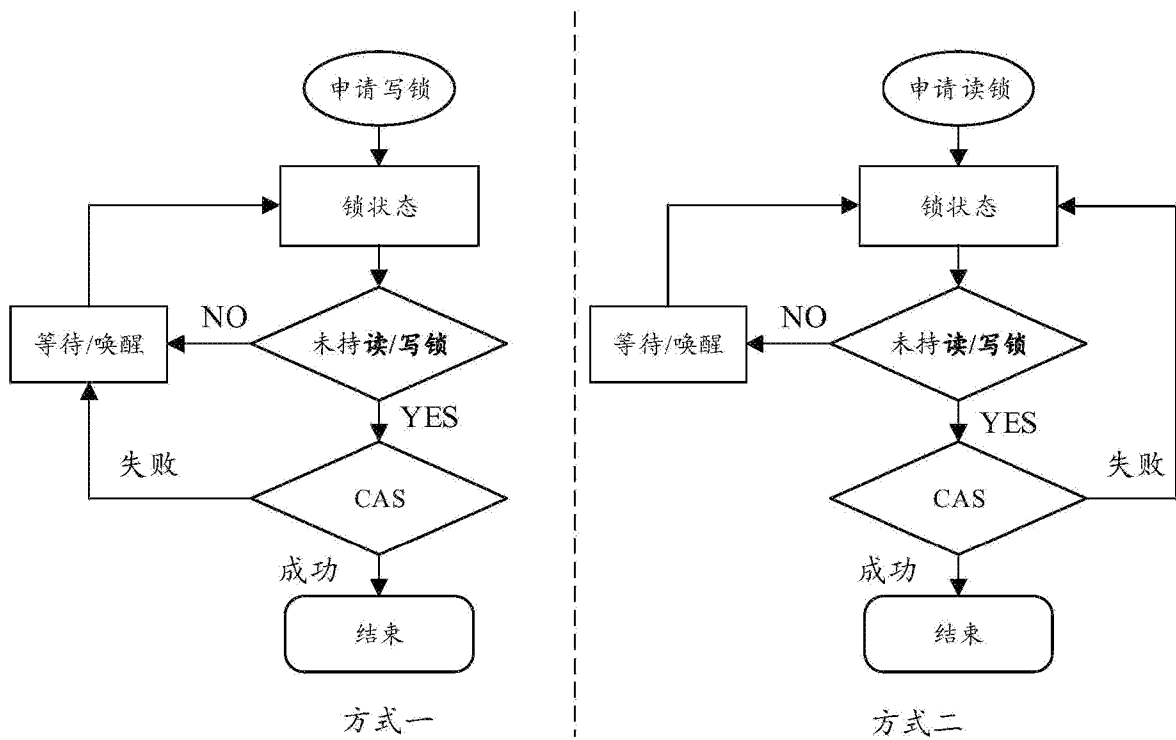 申请写锁
锁状态
NO
等待/唤醒
未持读/写锁
YES
失败
CAS
成功
结束
方式一
申请读锁
锁状态
NO
等待/唤醒
未持读/写锁
YES
失败
CAS
成功
结束
方式二